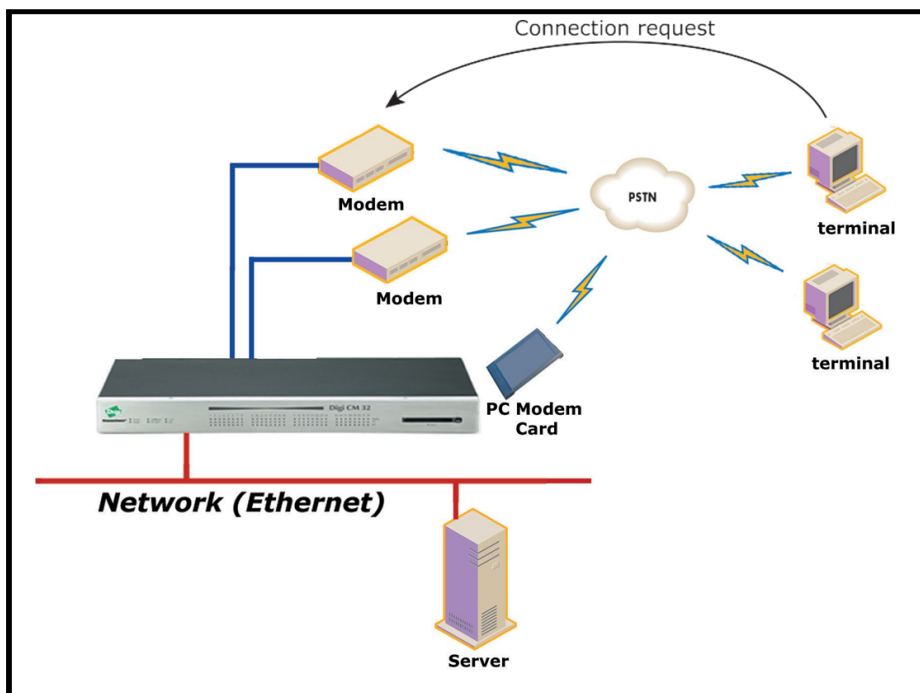 Connection request
Modem
PSTN
terminal
Modem
terminal
Digi CM 32
PC Modem
Card
Network (Ethernet)
Server